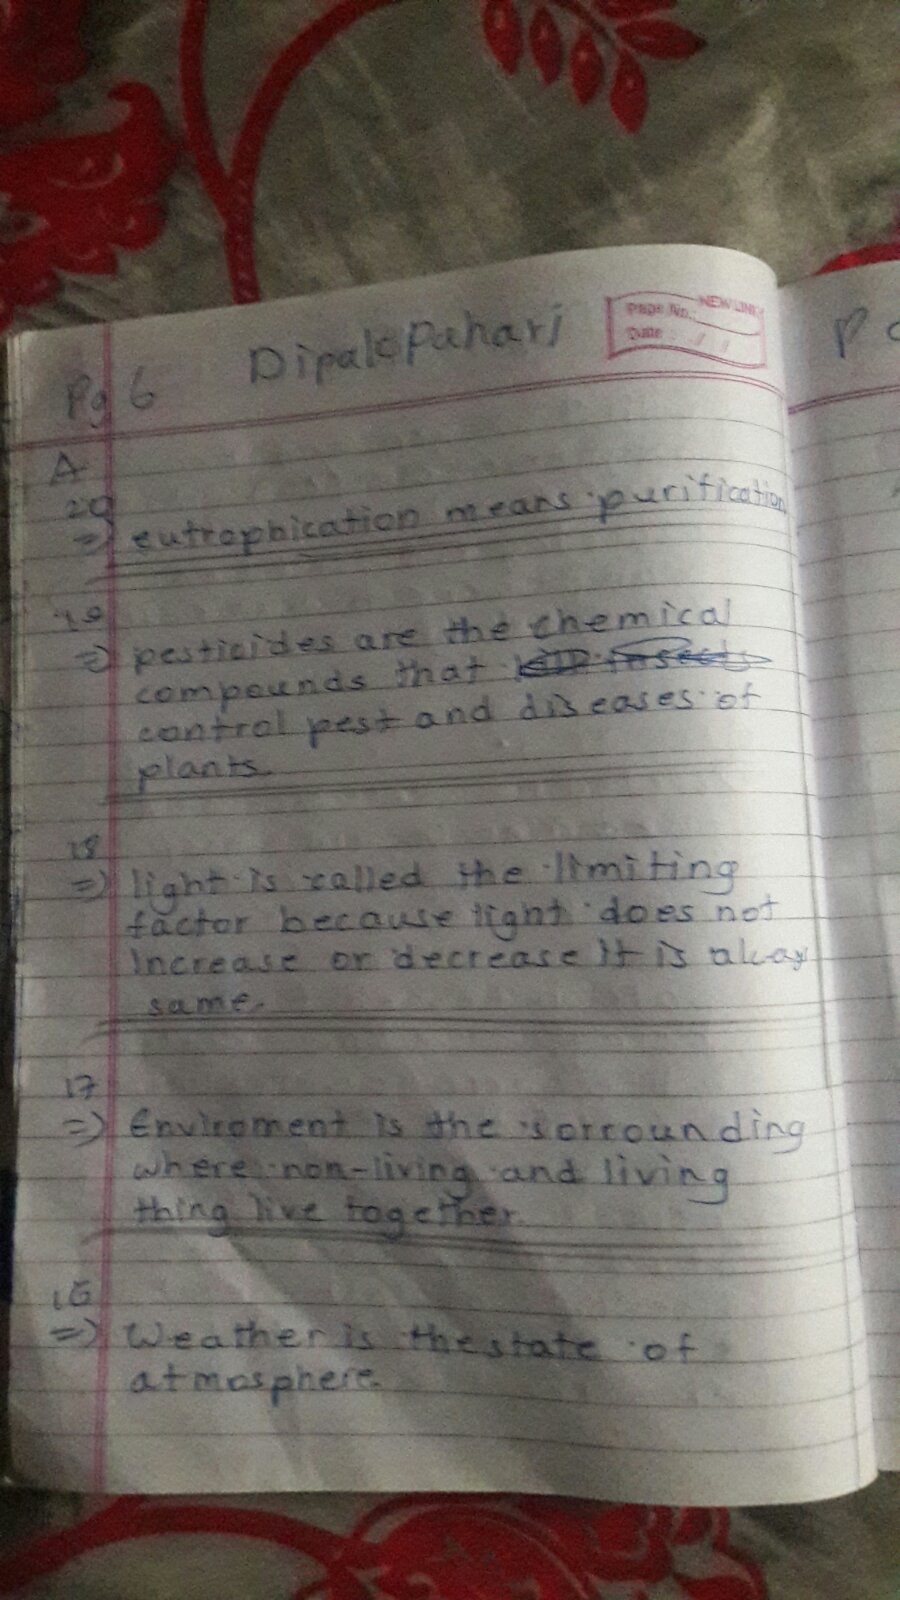 Page No.: NEW LINK
Date: / /
Pg 6 Dipak Pahari
P
A
20
=) eutrophication means purification
19
=) pesticides are the chemical
compounds that
control pest and diseases of
plants.
18
=) light is called the limiting
factor because light does not
increase or decrease it is alway
same.
17
=) Enviroment is the sorrounding
where non-living and living
thing live together.
16
=) Weather is the state of
atmosphere.